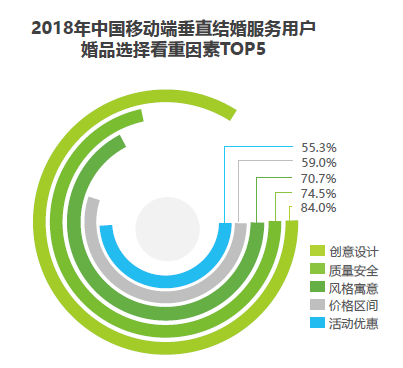 2018年中国移动端垂直结婚服务用户
婚品选择看重因素TOP5
55.3%
59.0%
70.7%
74.5%
84.0%
创意设计
质量安全
风格寓意
价格区间
活动优惠